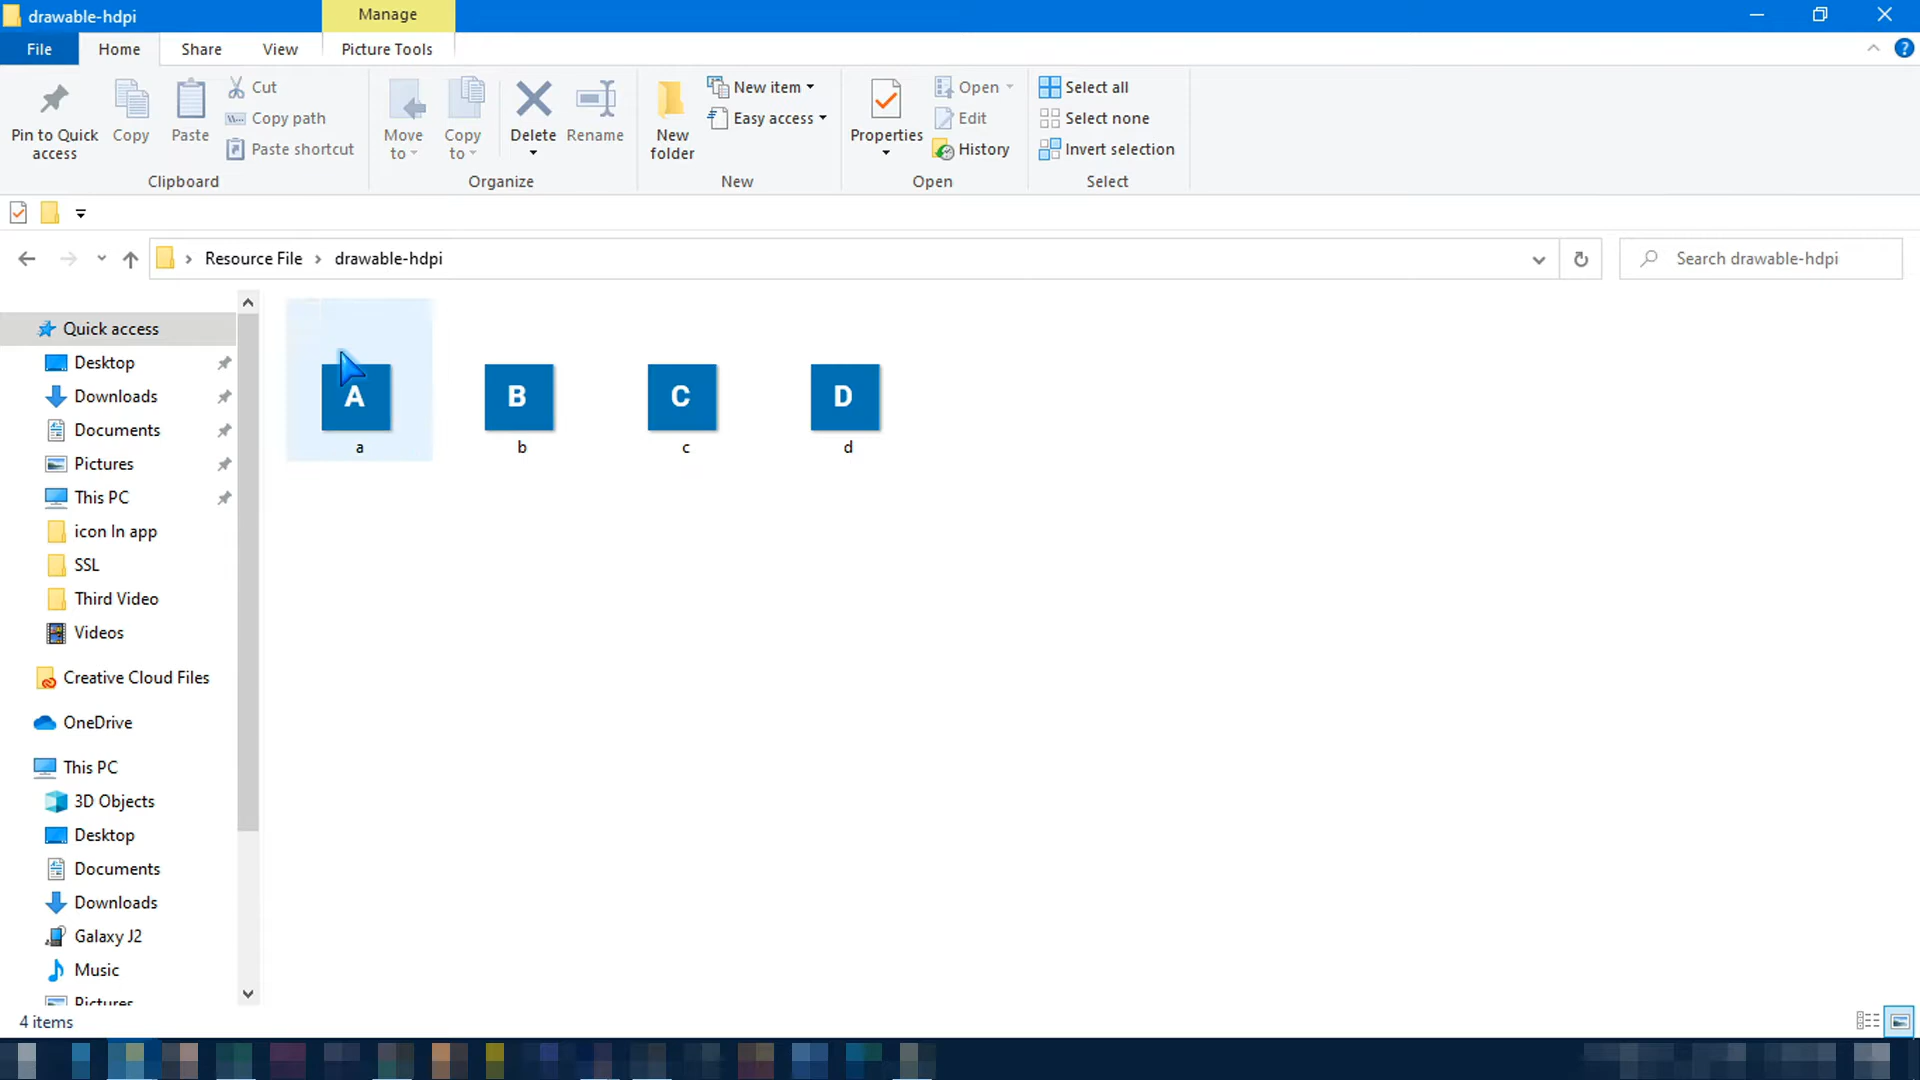 drawable-hdpi
Manage
File Home Share View Picture Tools
Pin to Quick access
Copy
Paste
Cut
Copy path
Paste shortcut
Clipboard
Move to
Copy to
Delete
Rename
Organize
New folder
New item
Easy access
New
Properties
Open
Edit
History
Open
Select all
Select none
Invert selection
Select
Resource File > drawable-hdpi
Search drawable-hdpi
Quick access
Desktop
Downloads
Documents
Pictures
This PC
icon In app
SSL
Third Video
Videos
Creative Cloud Files
OneDrive
This PC
3D Objects
Desktop
Documents
Downloads
Galaxy J2
Music
Pictures
A B C D
a b c d
4 items